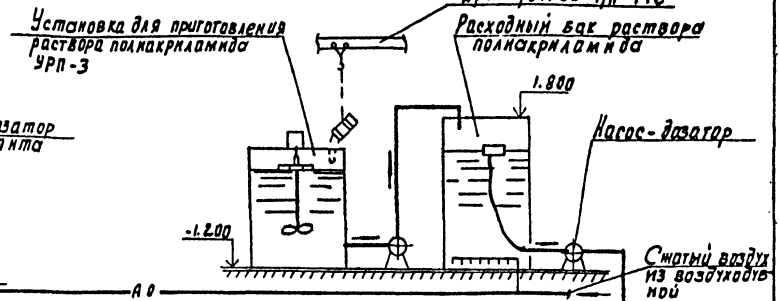 Установка для приготовления
раствора полиакриламида
УРП-3
Расходный бак раствора
полиакриламида
1.800
Насос-дозатор
-1.200
Сжатый воздух
из воздуходув
ной
А0